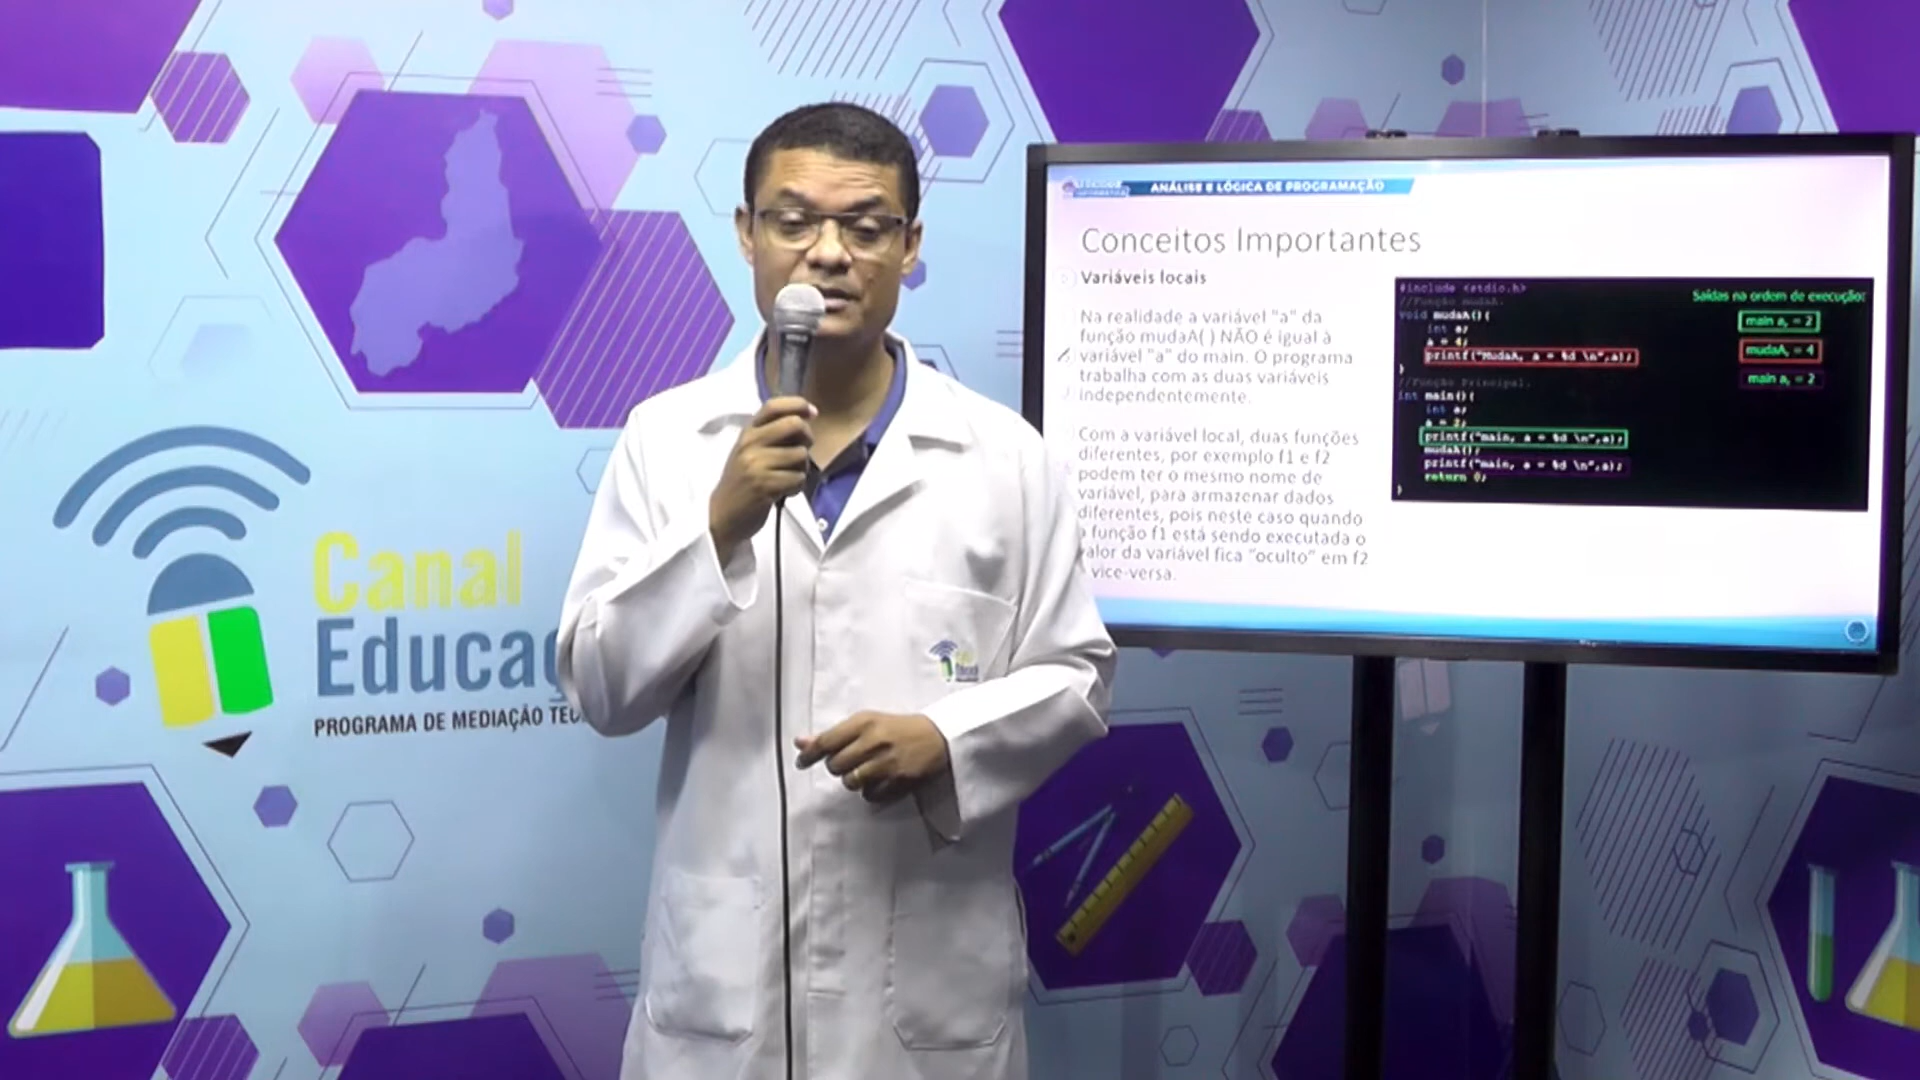 Canal
Educaç
PROGRAMA DE MEDIAÇÃO TEC
ANÁLISE E LÓGICA DE PROGRAMAÇÃO
Conceitos Importantes
Variáveis locais
Na realidade a variável "a" da
função mudaA( ) NÃO é igual à
variável "a" do main. O programa
trabalha com as duas variáveis
independentemente.
Com a variável local, duas funções
diferentes, por exemplo f1 e f2
podem ter o mesmo nome de
variável, para armazenar dados
diferentes, pois neste caso quando
a função f1 está sendo executada o
valor da variável fica "oculto" em f2
vice-versa.
#include <stdio.h>
//Função mudaA.
void mudaA(){
int a;
a = 4;
printf("MudaA, a = %d \n",a);
}
//Função Principal.
int main(){
int a;
a = 2;
printf("main, a = %d \n",a);
mudaA();
printf("main, a = %d \n",a);
return 0;
}
Saídas na ordem de execução:
main a, = 2
mudaA, = 4
main a, = 2